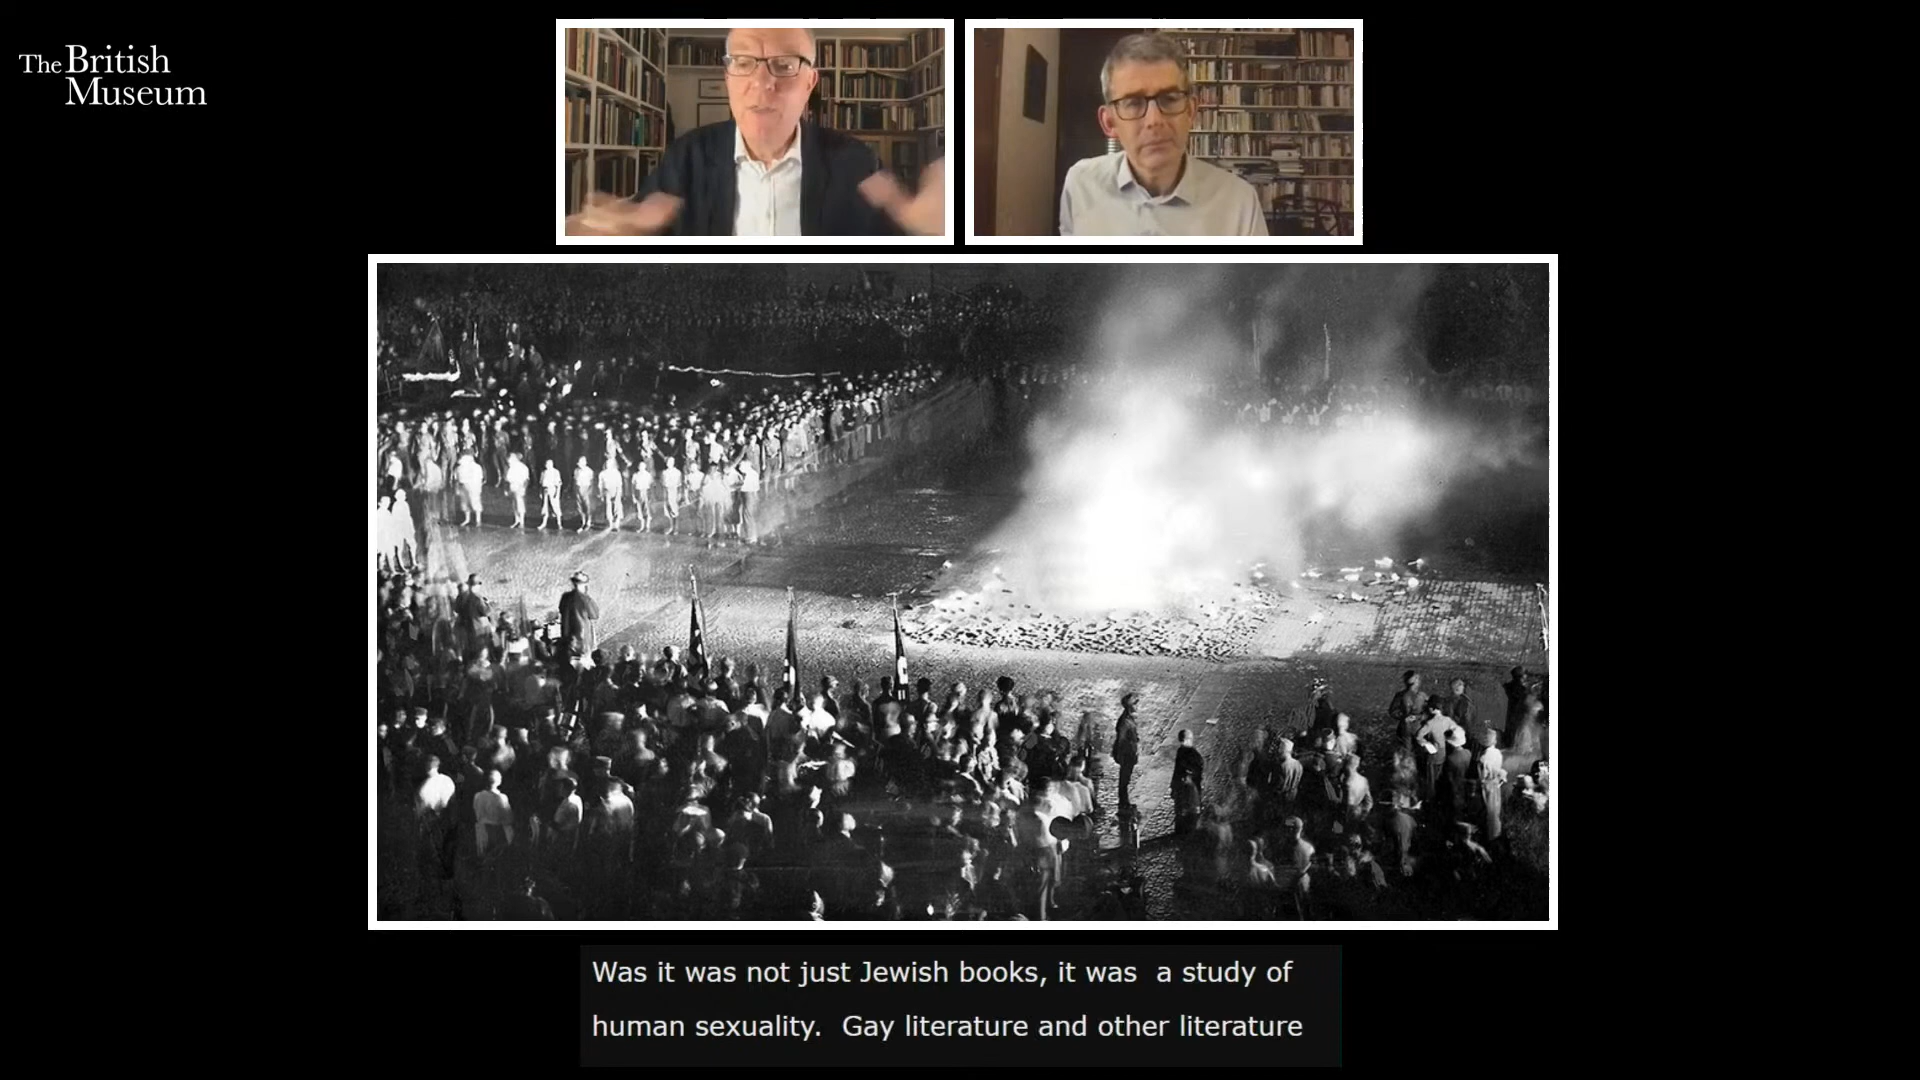 The British
Museum
Was it was not just Jewish books, it was  a study of
human sexuality.  Gay literature and other literature